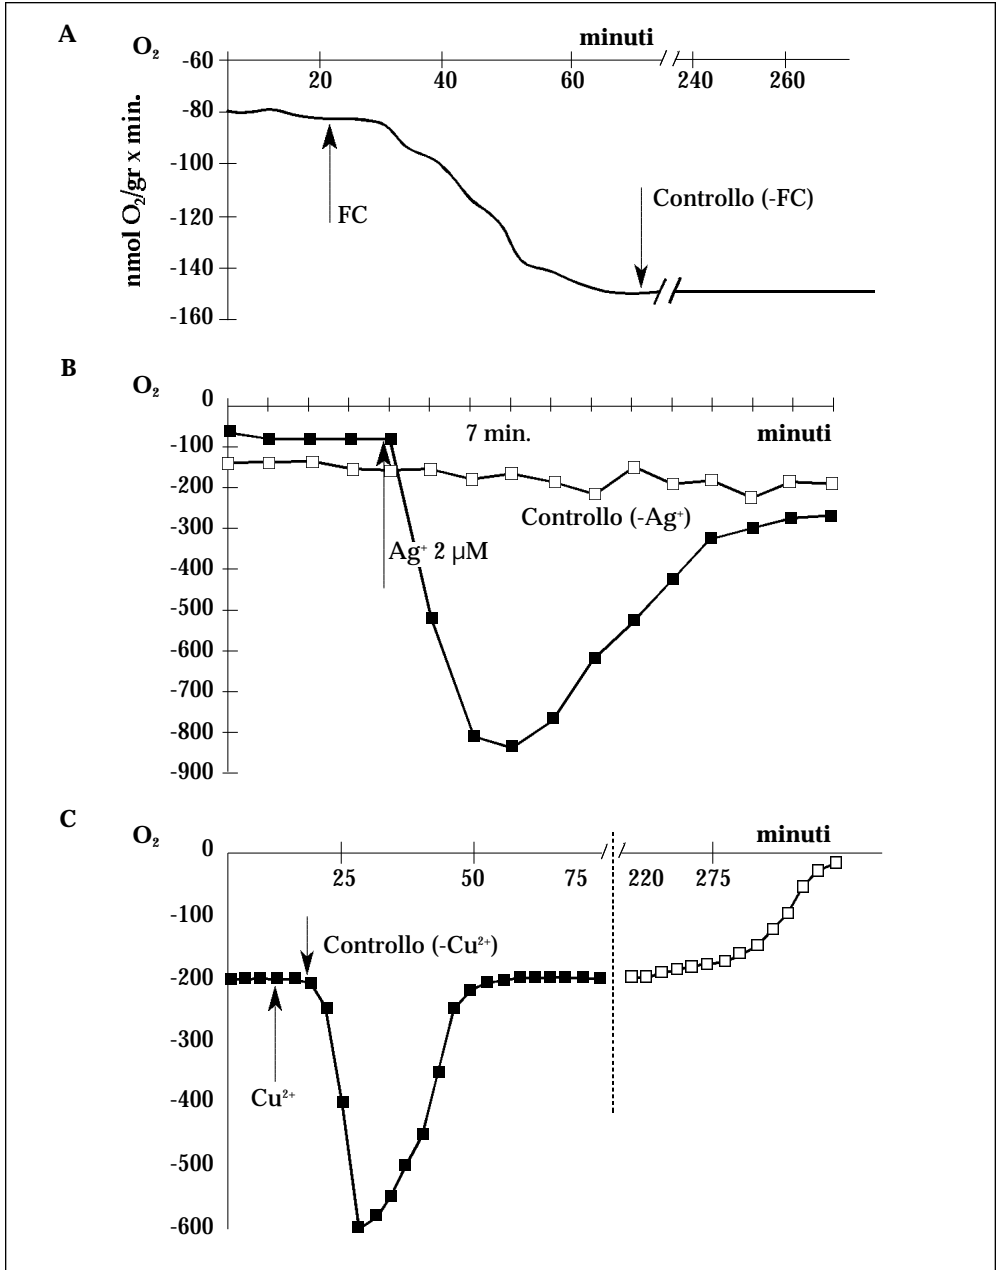 A
O₂
minuti
-60
20
40
60
240
260
-80
-100
-120
-140
-160
nmol O₂/gr x min.
FC
Controllo (-FC)
B
O₂
0
7 min.
minuti
-100
-200
-300
-400
-500
-600
-700
-800
-900
Controllo (-Ag⁺)
Ag⁺ 2 µM
C
O₂
minuti
0
25
50
75
220
275
-100
-200
-300
-400
-500
-600
Controllo (-Cu²⁺)
Cu²⁺